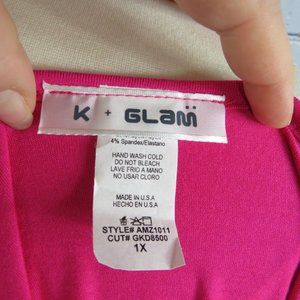 K + GLAM
4% Spandex/Elastano
HAND WASH COLD
DO NOT BLEACH
LAVE FRIO A MANO
NO USAR CLORO
MADE IN U.S.A
HECHO EN U.S.A
STYLE# AMZ1011
CUT# GKD8500
1X